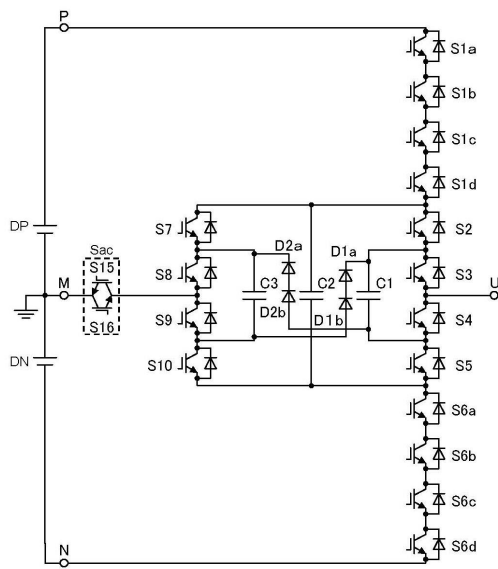 P
S1a
S1b
S1c
S1d
DP
S7
D2a
D1a
S2
Sac
S15
M
S8
C3
C2
C1
S3
U
S16
S9
D2b
D1b
S4
DN
S10
S5
S6a
S6b
S6c
S6d
N